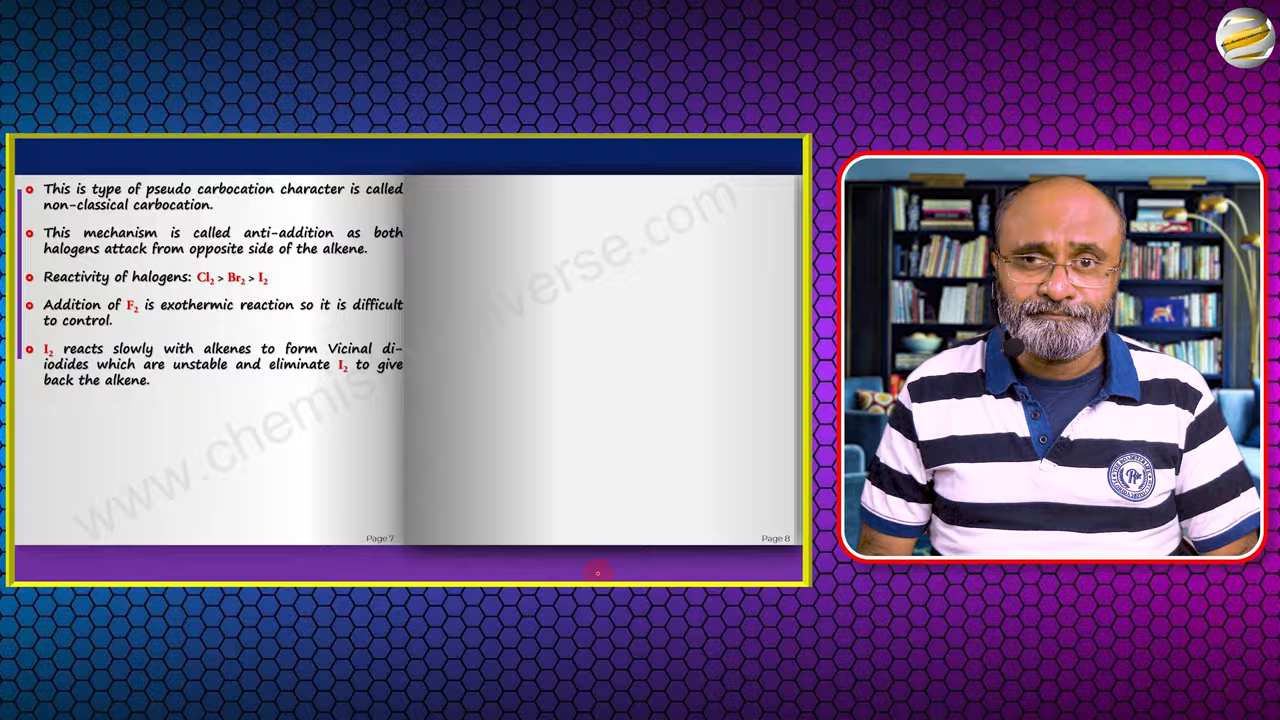 This is type of pseudo carbocation character is called
non-classical carbocation.
This mechanism is called anti-addition as both
halogens attack from opposite side of the alkene.
Reactivity of halogens: Cl₂ > Br₂ > I₂
Addition of F₂ is exothermic reaction so it is difficult
to control.
I₂ reacts slowly with alkenes to form Vicinal di-
iodides which are unstable and eliminate I₂ to give
back the alkene.
Page 7
Page 8